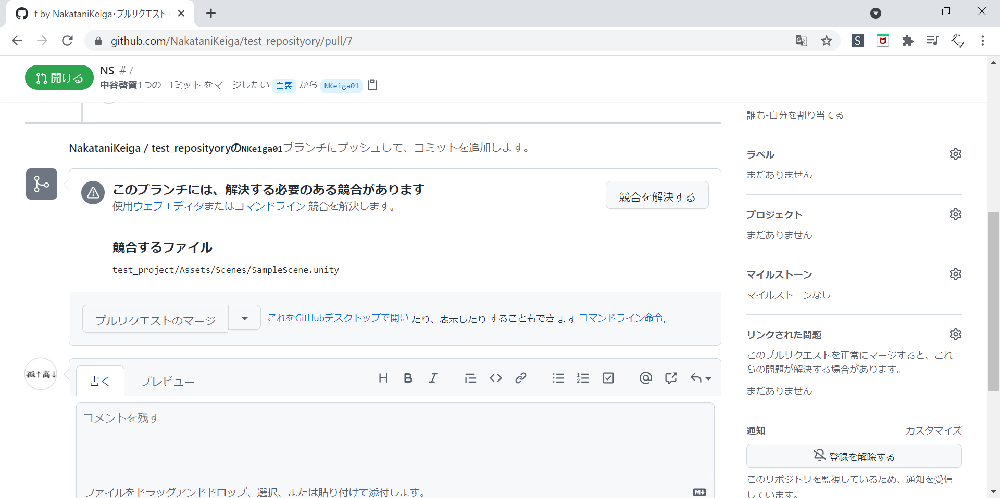 f by NakataniKeiga・プルリクエスト
github.com/NakataniKeiga/test_reposityory/pull/7
開ける
NS #7
中谷啓賀1つの コミット をマージしたい 主要 から NKeiga01
誰も-自分を割り当てる
NakataniKeiga / test_reposityoryのNKeiga01ブランチにプッシュして、コミットを追加します。
このブランチには、解決する必要のある競合があります
使用ウェブエディタまたはコマンドライン 競合を解決します。
競合を解決する
競合するファイル
test_project/Assets/Scenes/SampleScene.unity
プルリクエストのマージ
これをGitHubデスクトップで開い たり、表示したり することもでき ます コマンドライン命令。
ラベル
まだありません
プロジェクト
まだありません
マイルストーン
マイルストーンなし
リンクされた問題
このプルリクエストを正常にマージすると、これ
らの問題が解決する場合があります。
まだありません
通知
カスタマイズ
登録を解除する
このリポジトリを監視しているため、通知を受信
しています。
孤↑高↓
書く
プレビュー
コメントを残す
ファイルをドラッグアンドドロップ、選択、または貼り付けて添付します。